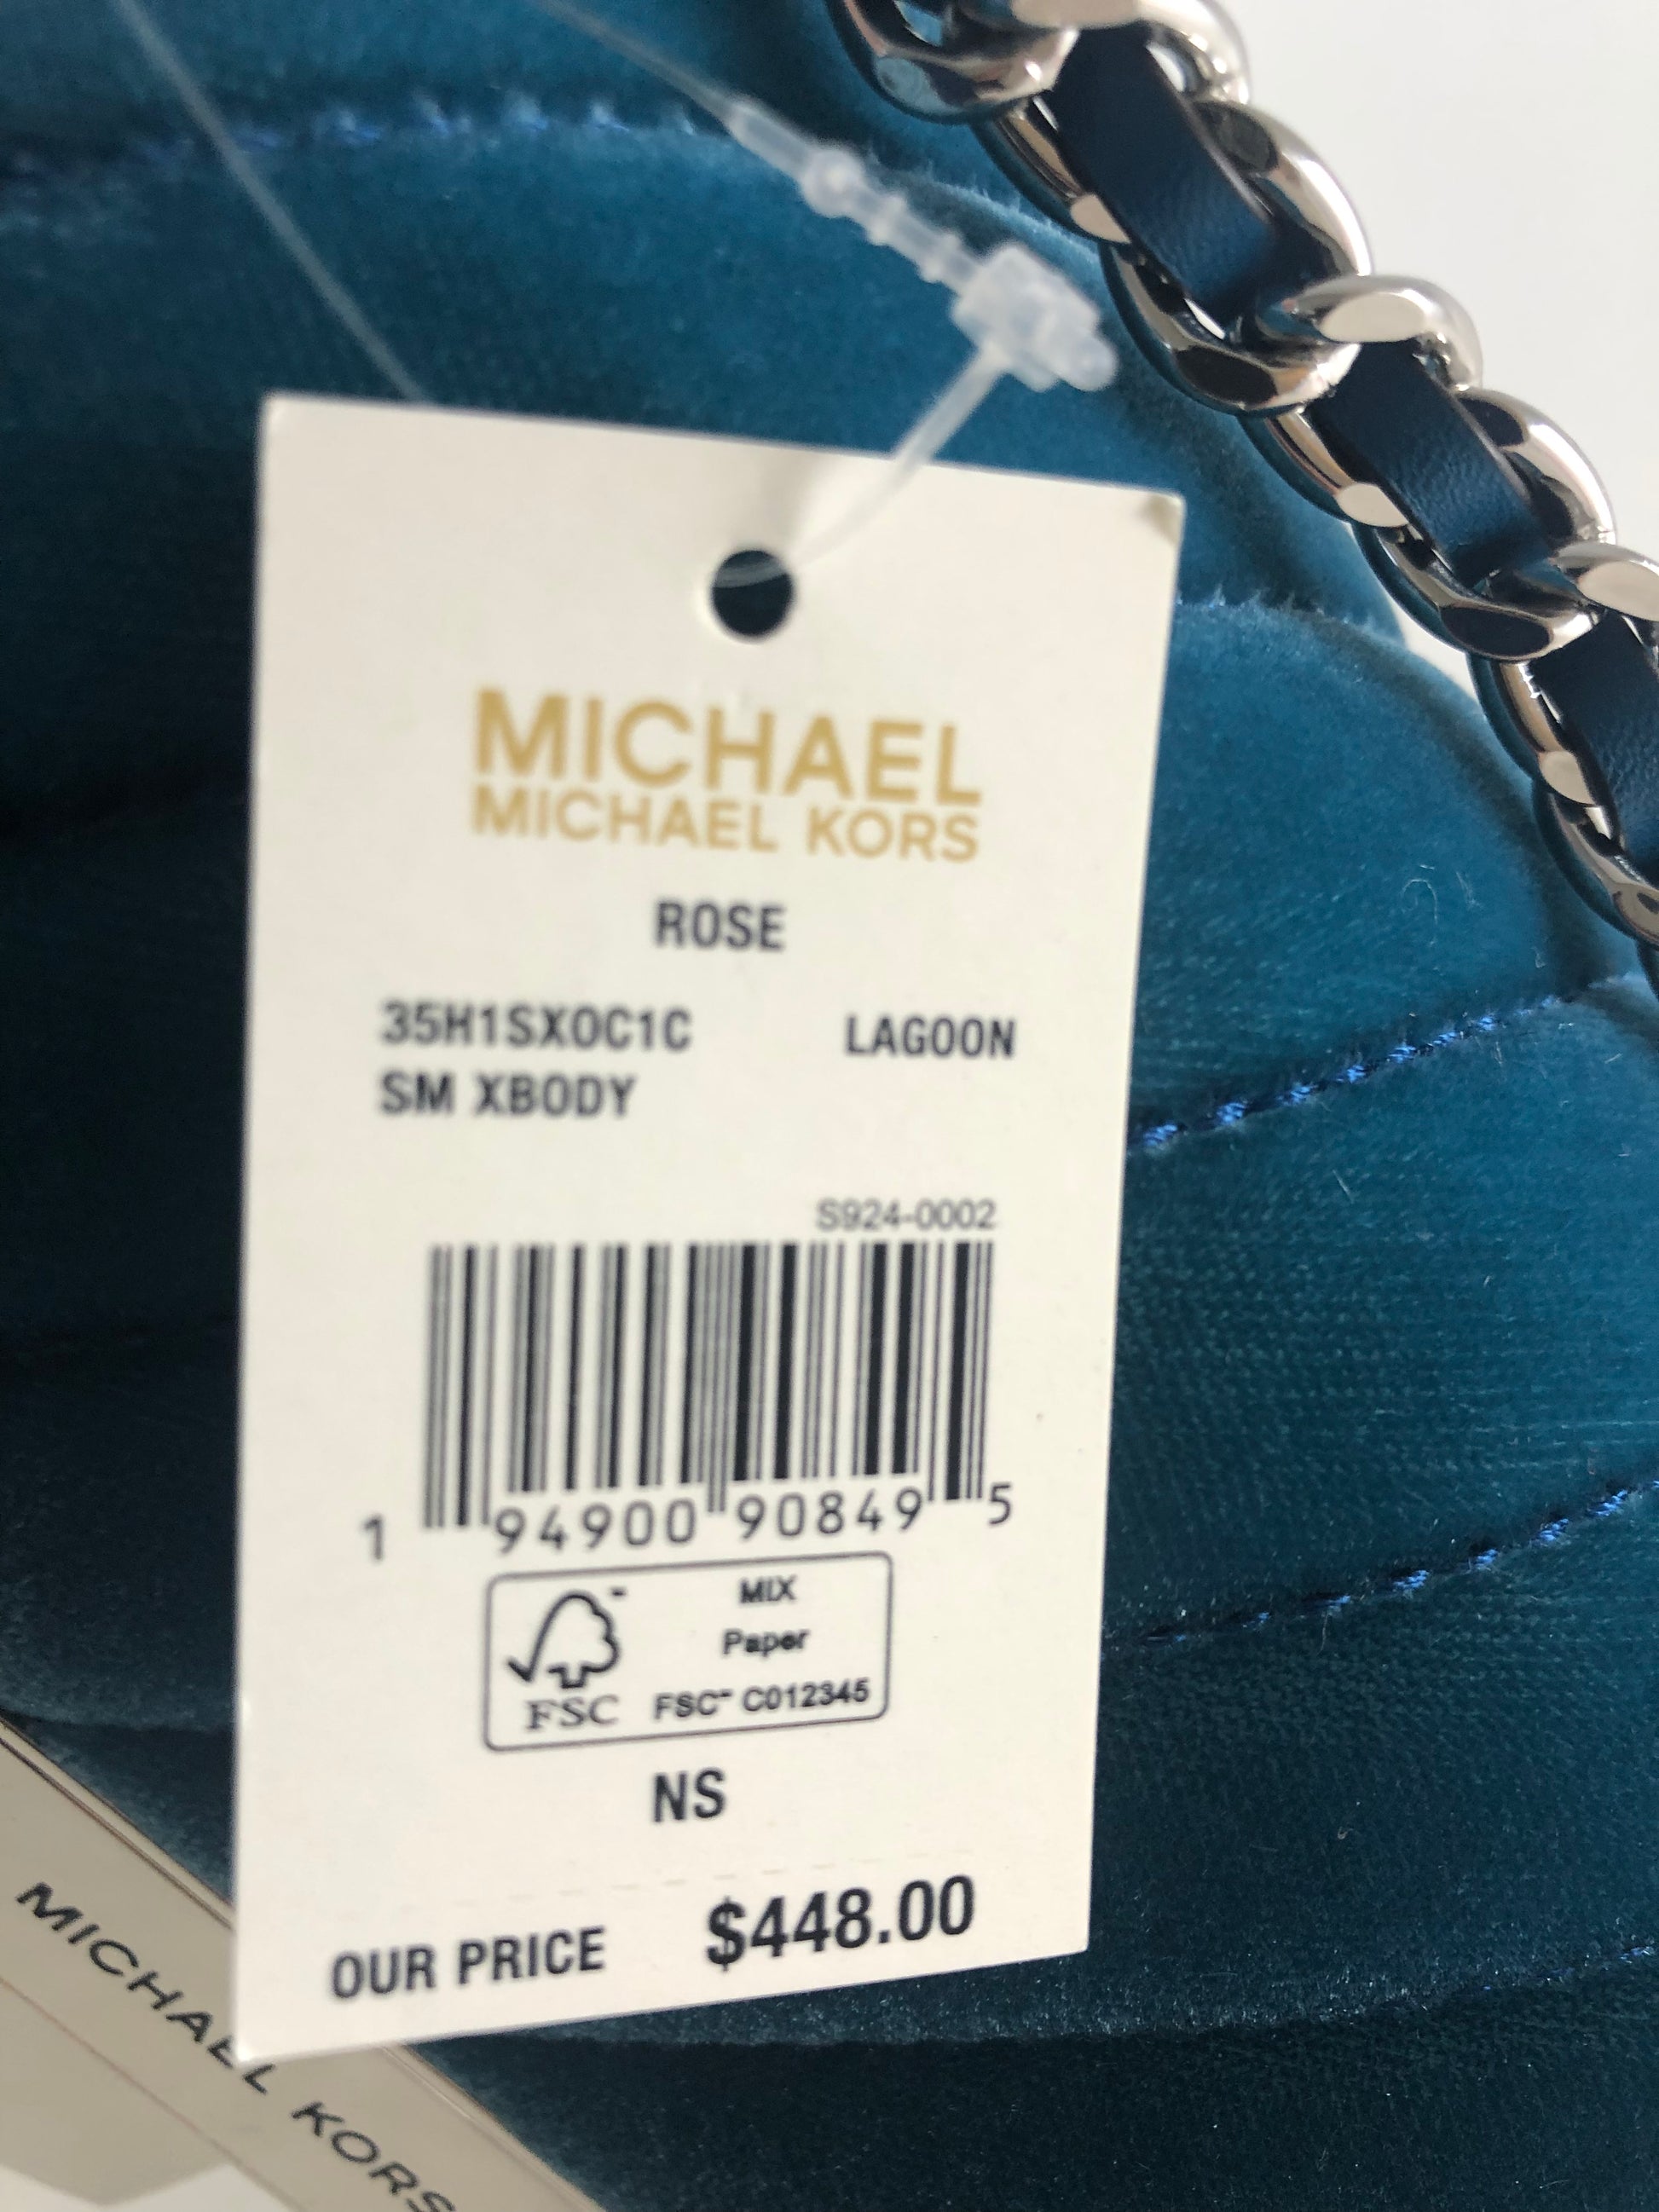 MICHAEL
MICHAEL KORS
ROSE
35H1SX0C1C LAGOON
SM XBODY
S924-0002
1 94900 90849 5
MIX
Paper
FSC™ C012345
FSC
NS
OUR PRICE $448.00
MICHAEL KORS